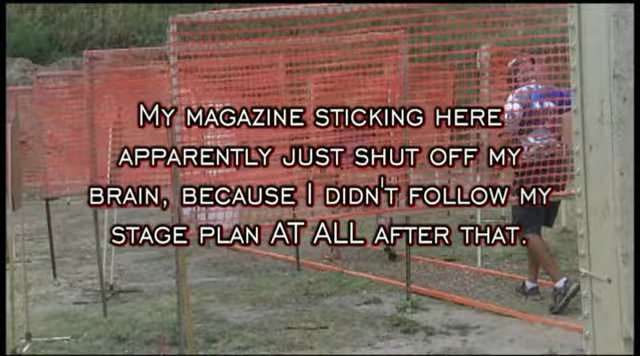 My magazine sticking here
apparently just shut off my
brain, because I didn't follow my
stage plan AT ALL after that.